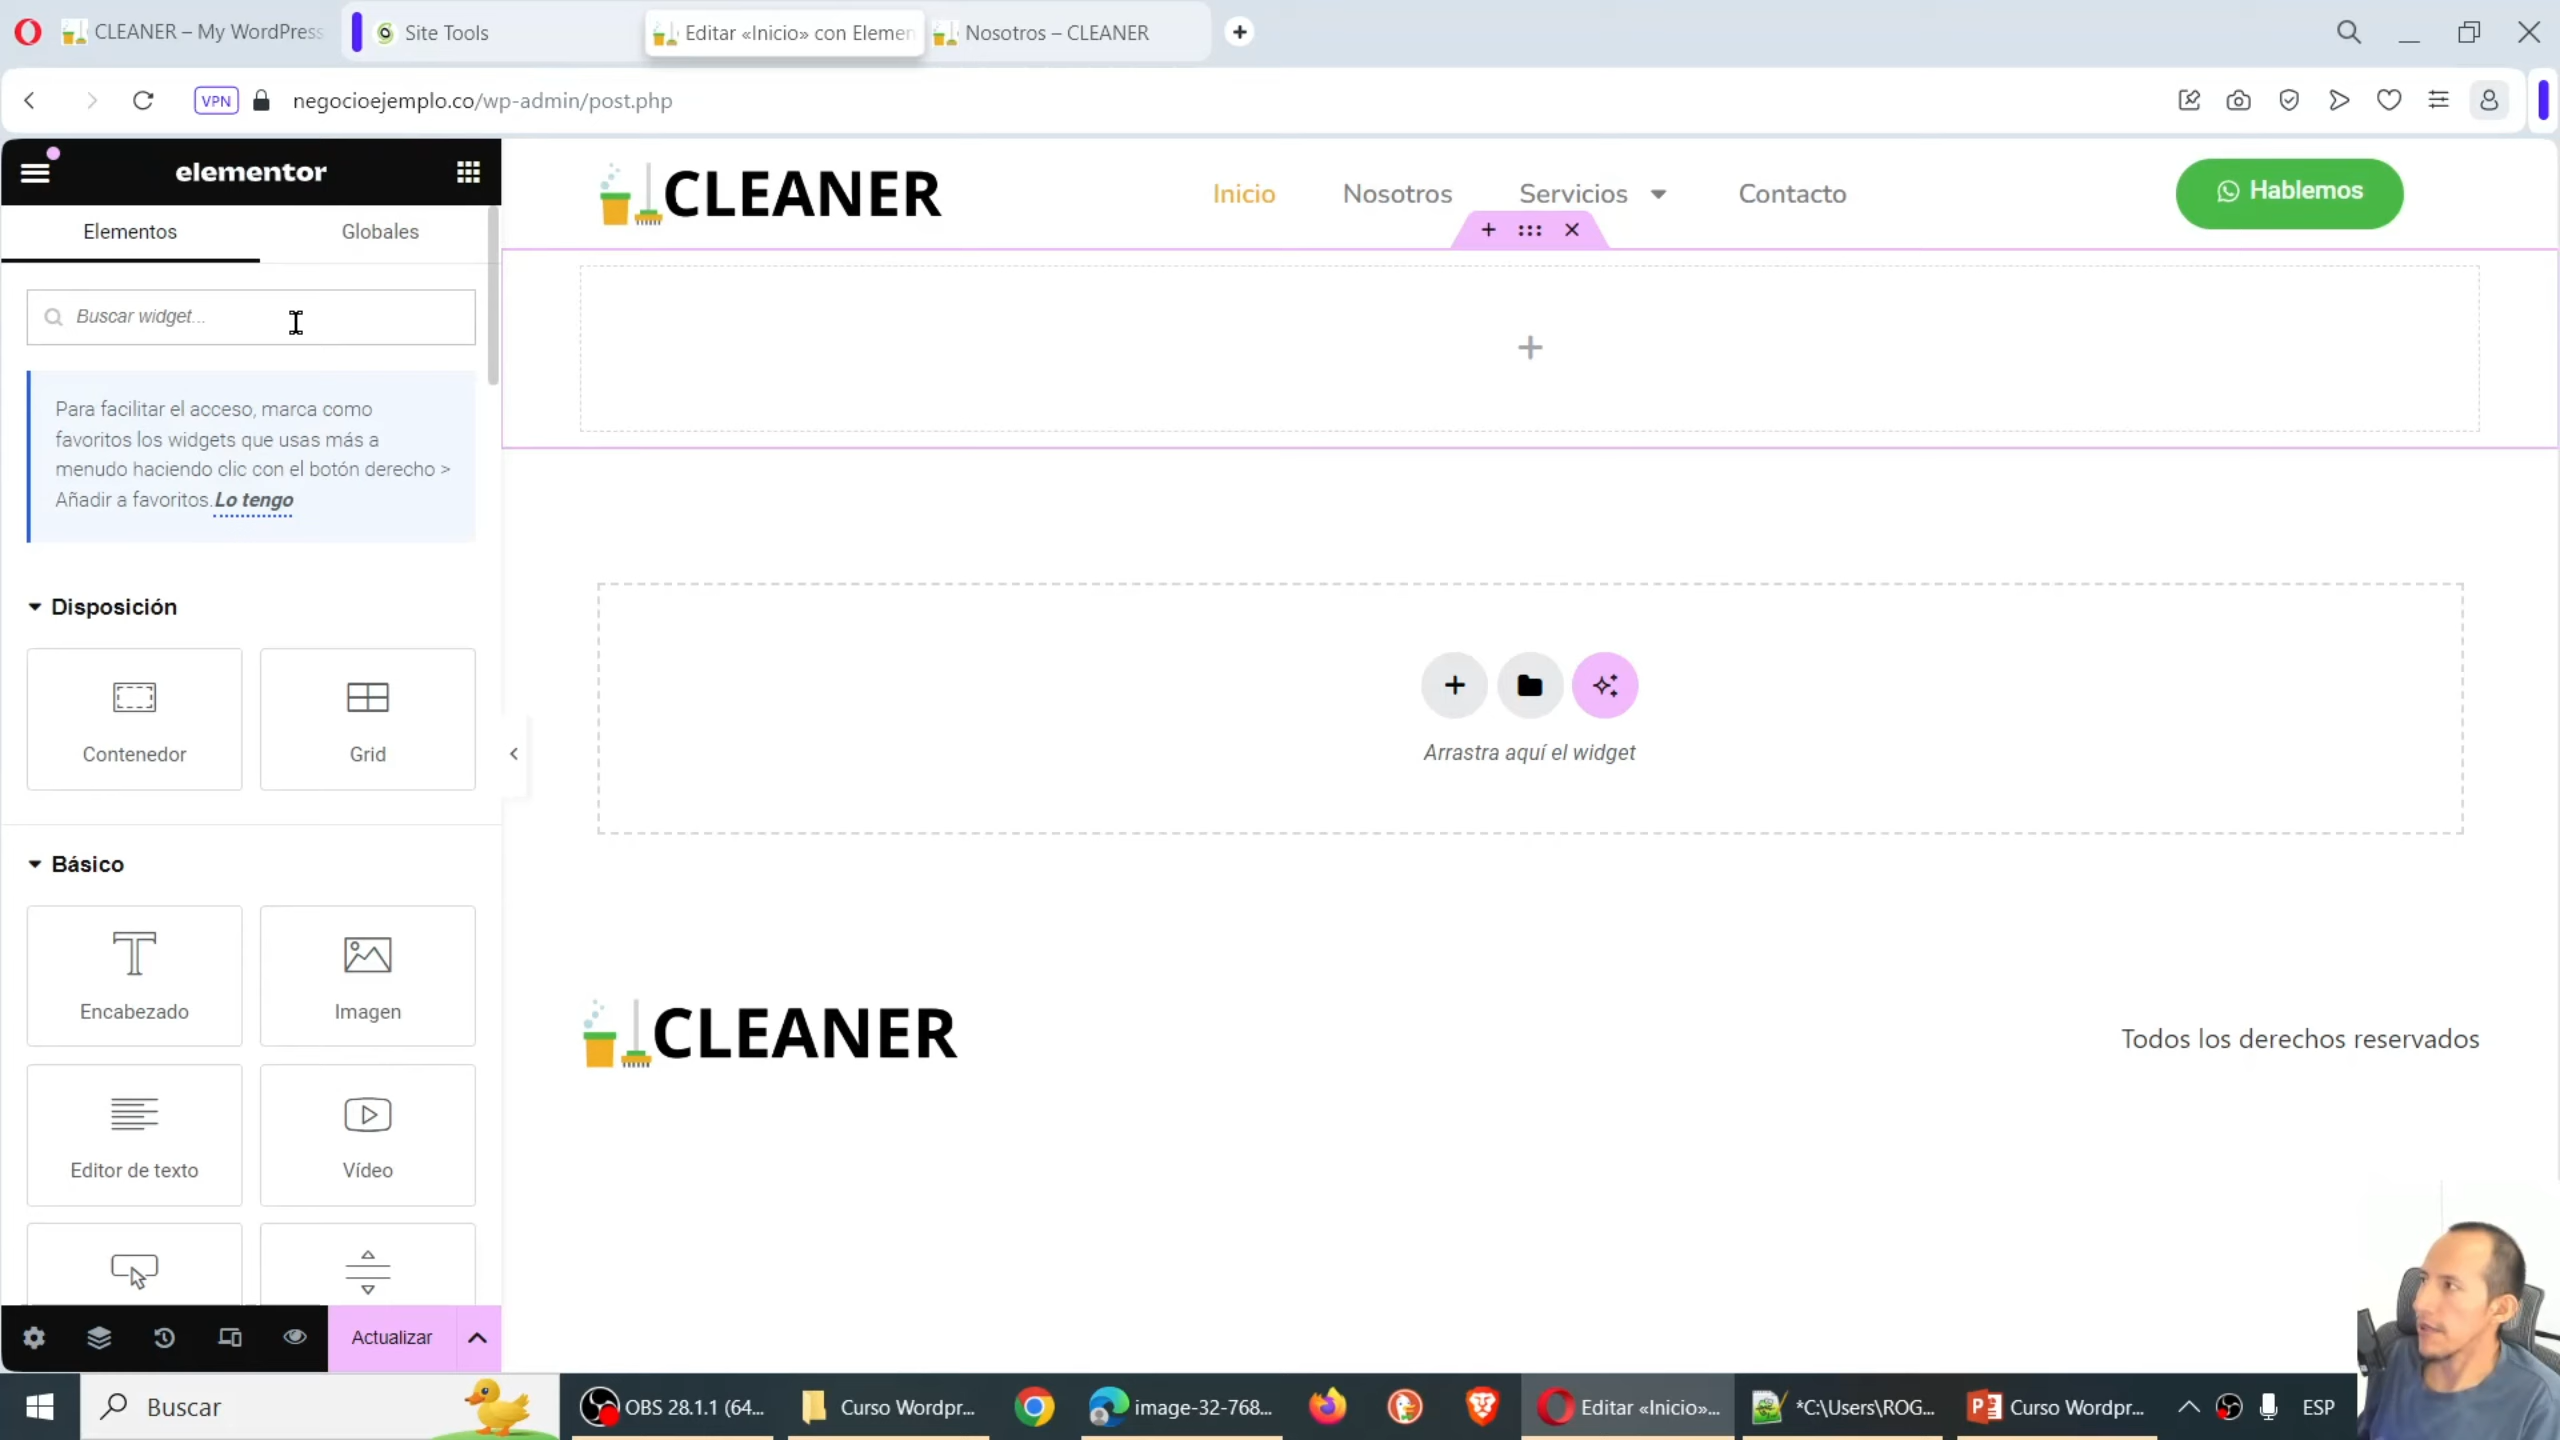 CLEANER – My WordPress
Site Tools
Editar «Inicio» con Elemen
Nosotros – CLEANER
VPN
negocioejemplo.co/wp-admin/post.php
elementor
Elementos
Globales
Buscar widget...
Para facilitar el acceso, marca como
favoritos los widgets que usas más a
menudo haciendo clic con el botón derecho >
Añadir a favoritos. Lo tengo
Disposición
Contenedor
Grid
Básico
Encabezado
Imagen
Editor de texto
Vídeo
Actualizar
CLEANER
Inicio
Nosotros
Servicios
Contacto
Hablemos
Arrastra aquí el widget
CLEANER
Todos los derechos reservados
Buscar
OBS 28.1.1 (64...
Curso Wordpr...
image-32-768...
Editar «Inicio»...
*C:\Users\ROG...
Curso Wordpr...
ESP